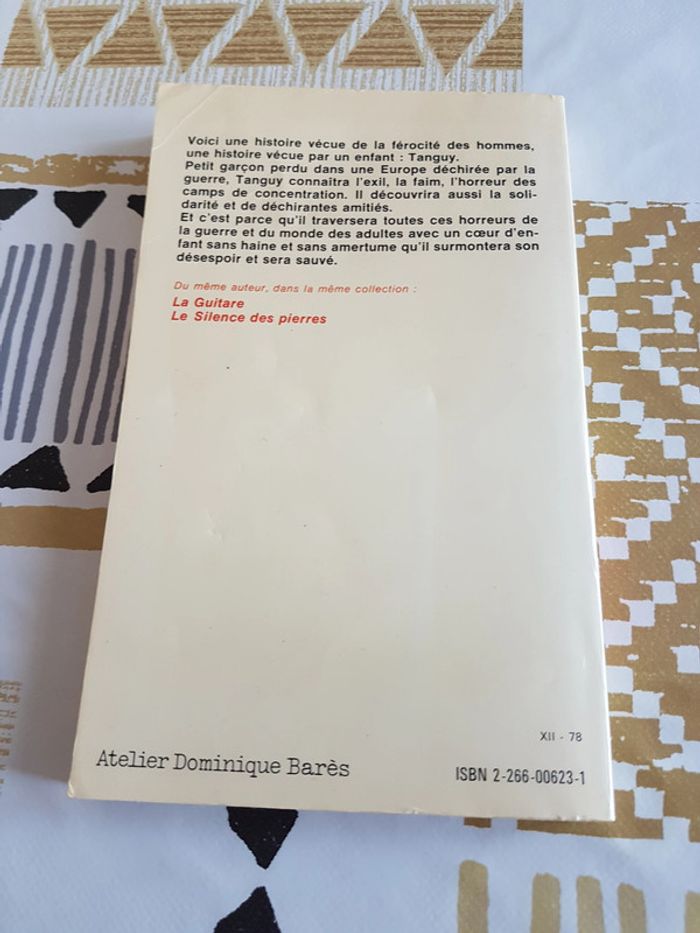 Voici une histoire vécue de la férocité des hommes,
une histoire vécue par un enfant : Tanguy.
Petit garçon perdu dans une Europe déchirée par la
guerre, Tanguy connaîtra l'exil, la faim, l'horreur des
camps de concentration. Il découvrira aussi la soli-
darité et de déchirantes amitiés.
Et c'est parce qu'il traversera toutes ces horreurs de
la guerre et du monde des adultes avec un cœur d'en-
fant sans haine et sans amertume qu'il surmontera son
désespoir et sera sauvé.
Du même auteur, dans la même collection :
La Guitare
Le Silence des pierres
XII - 78
Atelier Dominique Barès
ISBN 2-266-00623-1